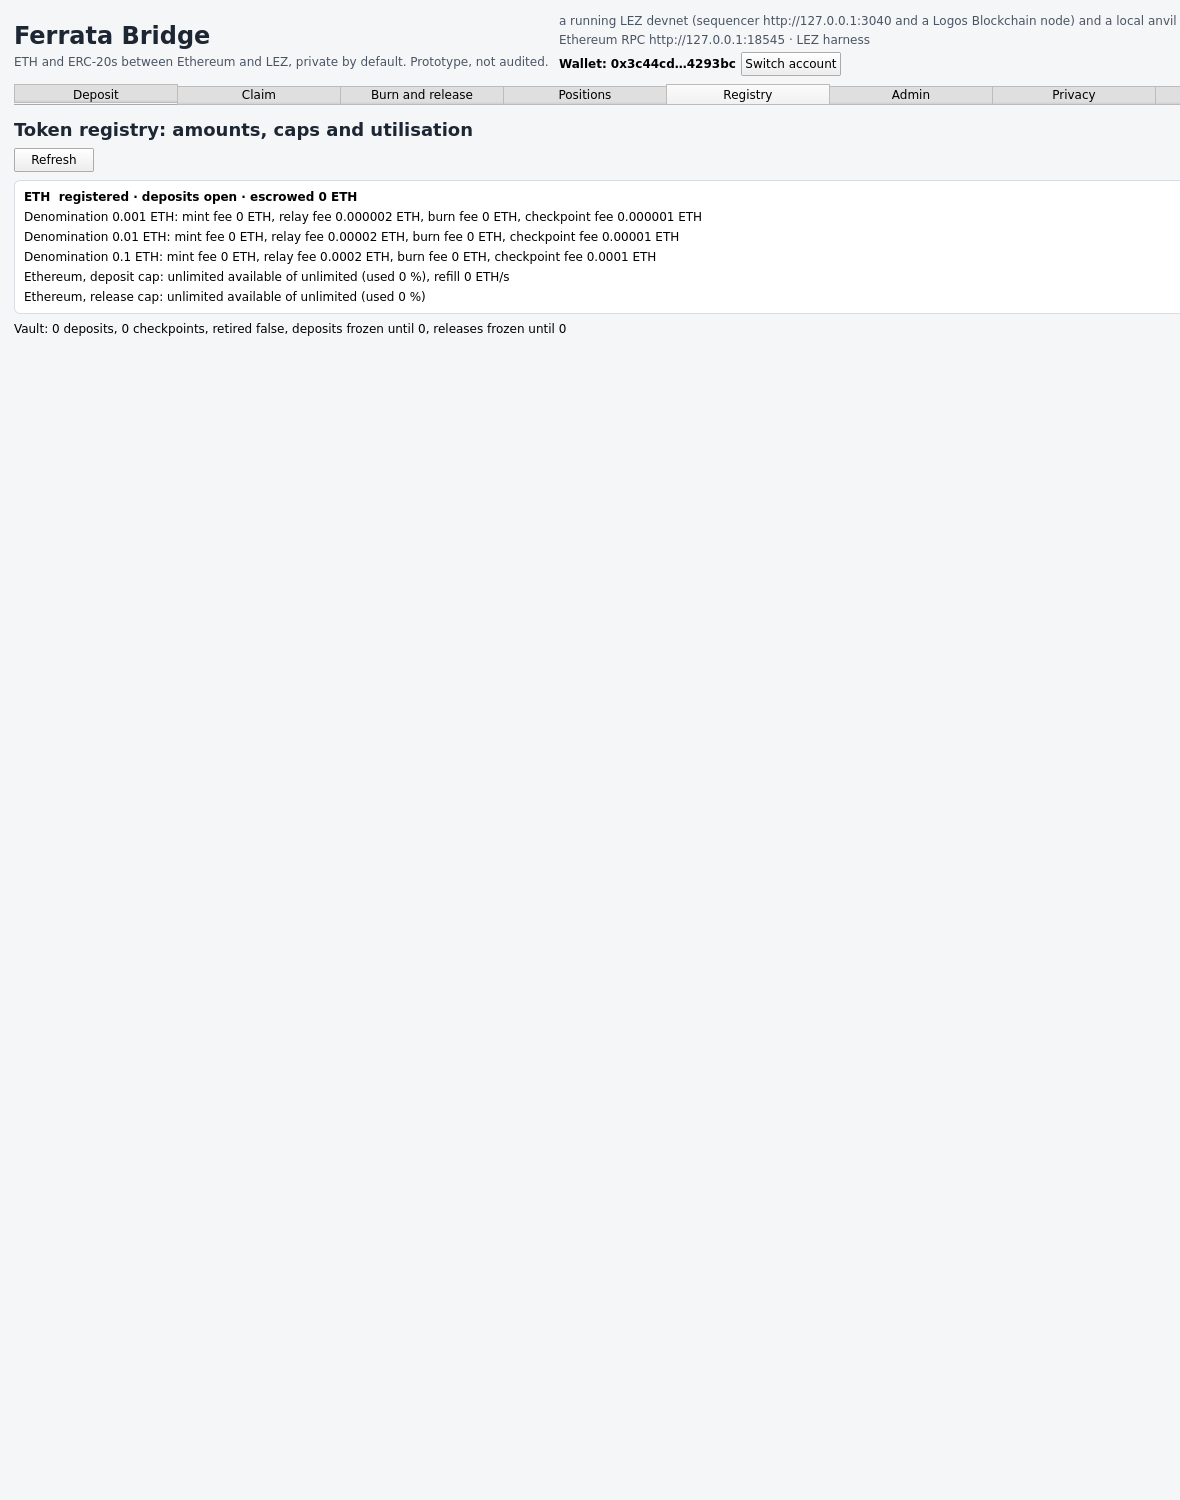 Ferrata Bridge
ETH and ERC-20s between Ethereum and LEZ, private by default. Prototype, not audited.
a running LEZ devnet (sequencer http://127.0.0.1:3040 and a Logos Blockchain node) and a local anvil
Ethereum RPC http://127.0.0.1:18545 · LEZ harness
Wallet: 0x3c44cd…4293bc Switch account
Deposit Claim Burn and release Positions Registry Admin Privacy
Token registry: amounts, caps and utilisation
Refresh
ETH registered · deposits open · escrowed 0 ETH
Denomination 0.001 ETH: mint fee 0 ETH, relay fee 0.000002 ETH, burn fee 0 ETH, checkpoint fee 0.000001 ETH
Denomination 0.01 ETH: mint fee 0 ETH, relay fee 0.00002 ETH, burn fee 0 ETH, checkpoint fee 0.00001 ETH
Denomination 0.1 ETH: mint fee 0 ETH, relay fee 0.0002 ETH, burn fee 0 ETH, checkpoint fee 0.0001 ETH
Ethereum, deposit cap: unlimited available of unlimited (used 0 %), refill 0 ETH/s
Ethereum, release cap: unlimited available of unlimited (used 0 %)
Vault: 0 deposits, 0 checkpoints, retired false, deposits frozen until 0, releases frozen until 0